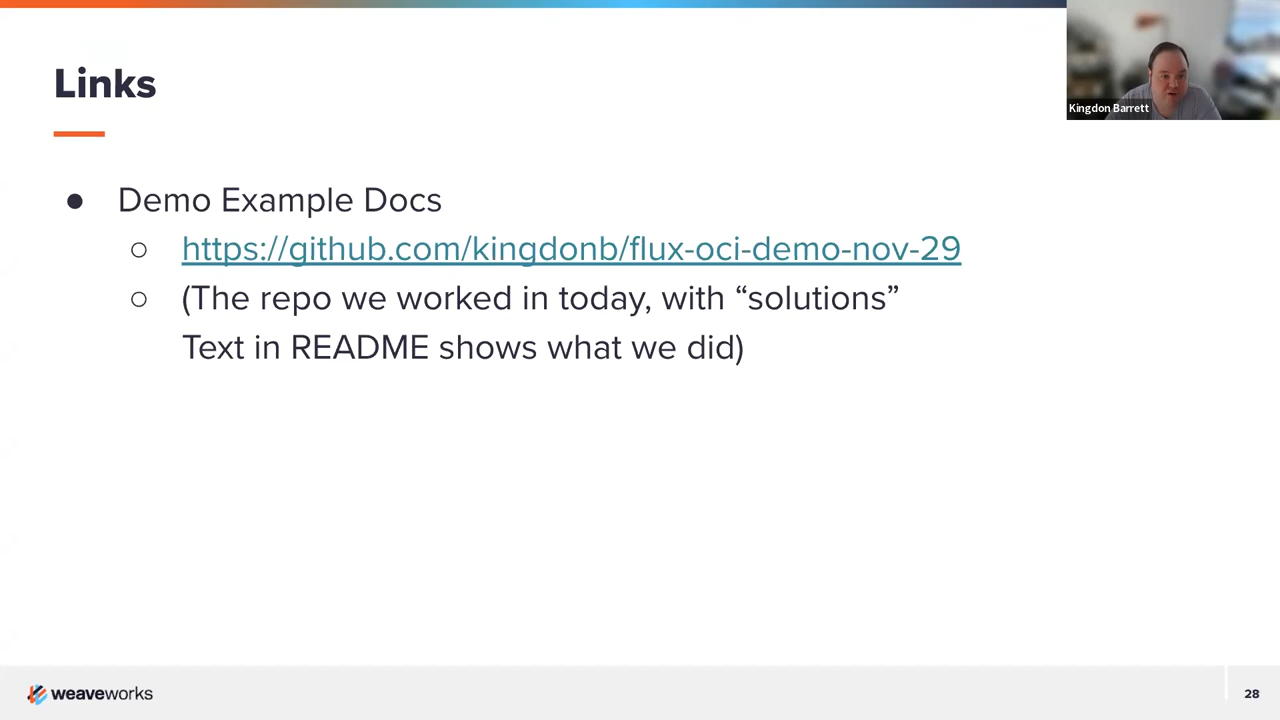 Links
Kingdon Barrett
● Demo Example Docs
○ https://github.com/kingdonb/flux-oci-demo-nov-29
○ (The repo we worked in today, with “solutions”
Text in README shows what we did)
weaveworks
28